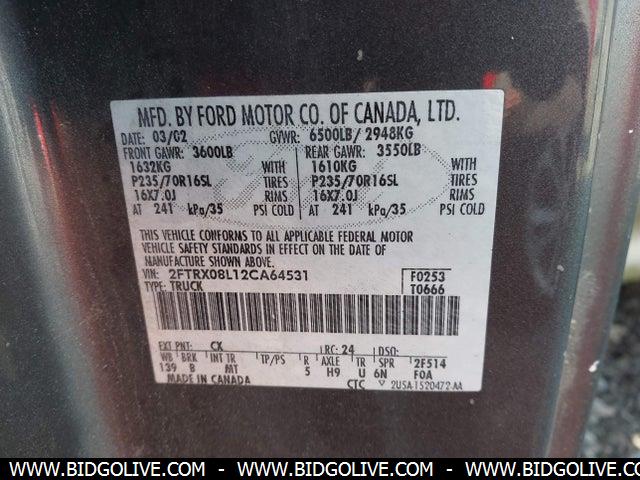 MFD. BY FORD MOTOR CO. OF CANADA, LTD.
DATE: 03/02 GVWR: 6500LB/ 2948KG
FRONT GAWR: 3600LB REAR GAWR: 3550LB
1632KG WITH 1610KG WITH
P235/70R16SL TIRES P235/70R16SL TIRES
16X7.0J RIMS 16X7.0J RIMS
AT 241 kPa/35 PSI COLD AT 241 kPa/35 PSI COLD
THIS VEHICLE CONFORMS TO ALL APPLICABLE FEDERAL MOTOR
VEHICLE SAFETY STANDARDS IN EFFECT ON THE DATE OF
MANUFACTURE SHOWN ABOVE.
VIN: 2FTRX08L12CA64531 F0253
TYPE: TRUCK T0666
EXT PNT: CX RC: 24 DSO:
WB BRK INT TR TP/PS R AXLE TR SPR 2F514
139 B MT 5 H9 U 6N F0A
MADE IN CANADA CTC 2USA-1520472-AA
WWW.BIDGOLIVE.COM - WWW.BIDGOLIVE.COM - WWW.BIDGOLIVE.COM